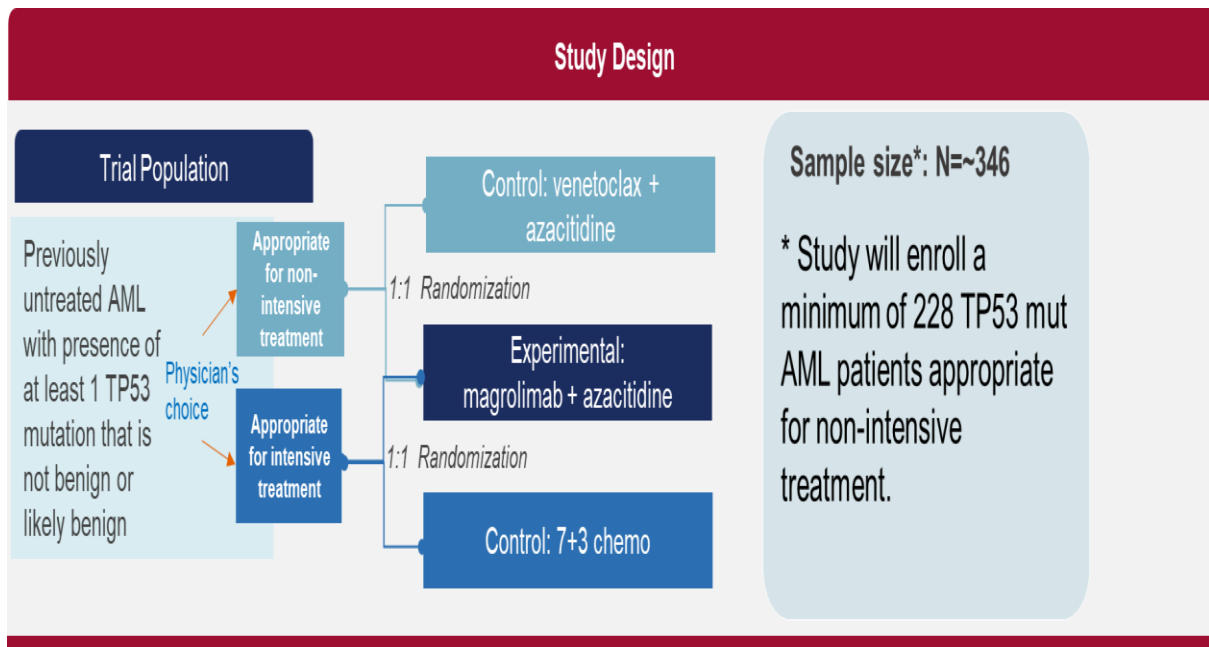 Study Design
Trial Population
Previously
untreated AML
with presence of
at least 1 TP53
mutation that is
not benign or
likely benign
Physician's
choice
Appropriate
for non-
intensive
treatment
Appropriate
for intensive
treatment
1:1 Randomization
1:1 Randomization
Control: venetoclax +
azacitidine
Experimental:
magrolimab + azacitidine
Control: 7+3 chemo
Sample size*: N=~346
* Study will enroll a
minimum of 228 TP53 mut
AML patients appropriate
for non-intensive
treatment.